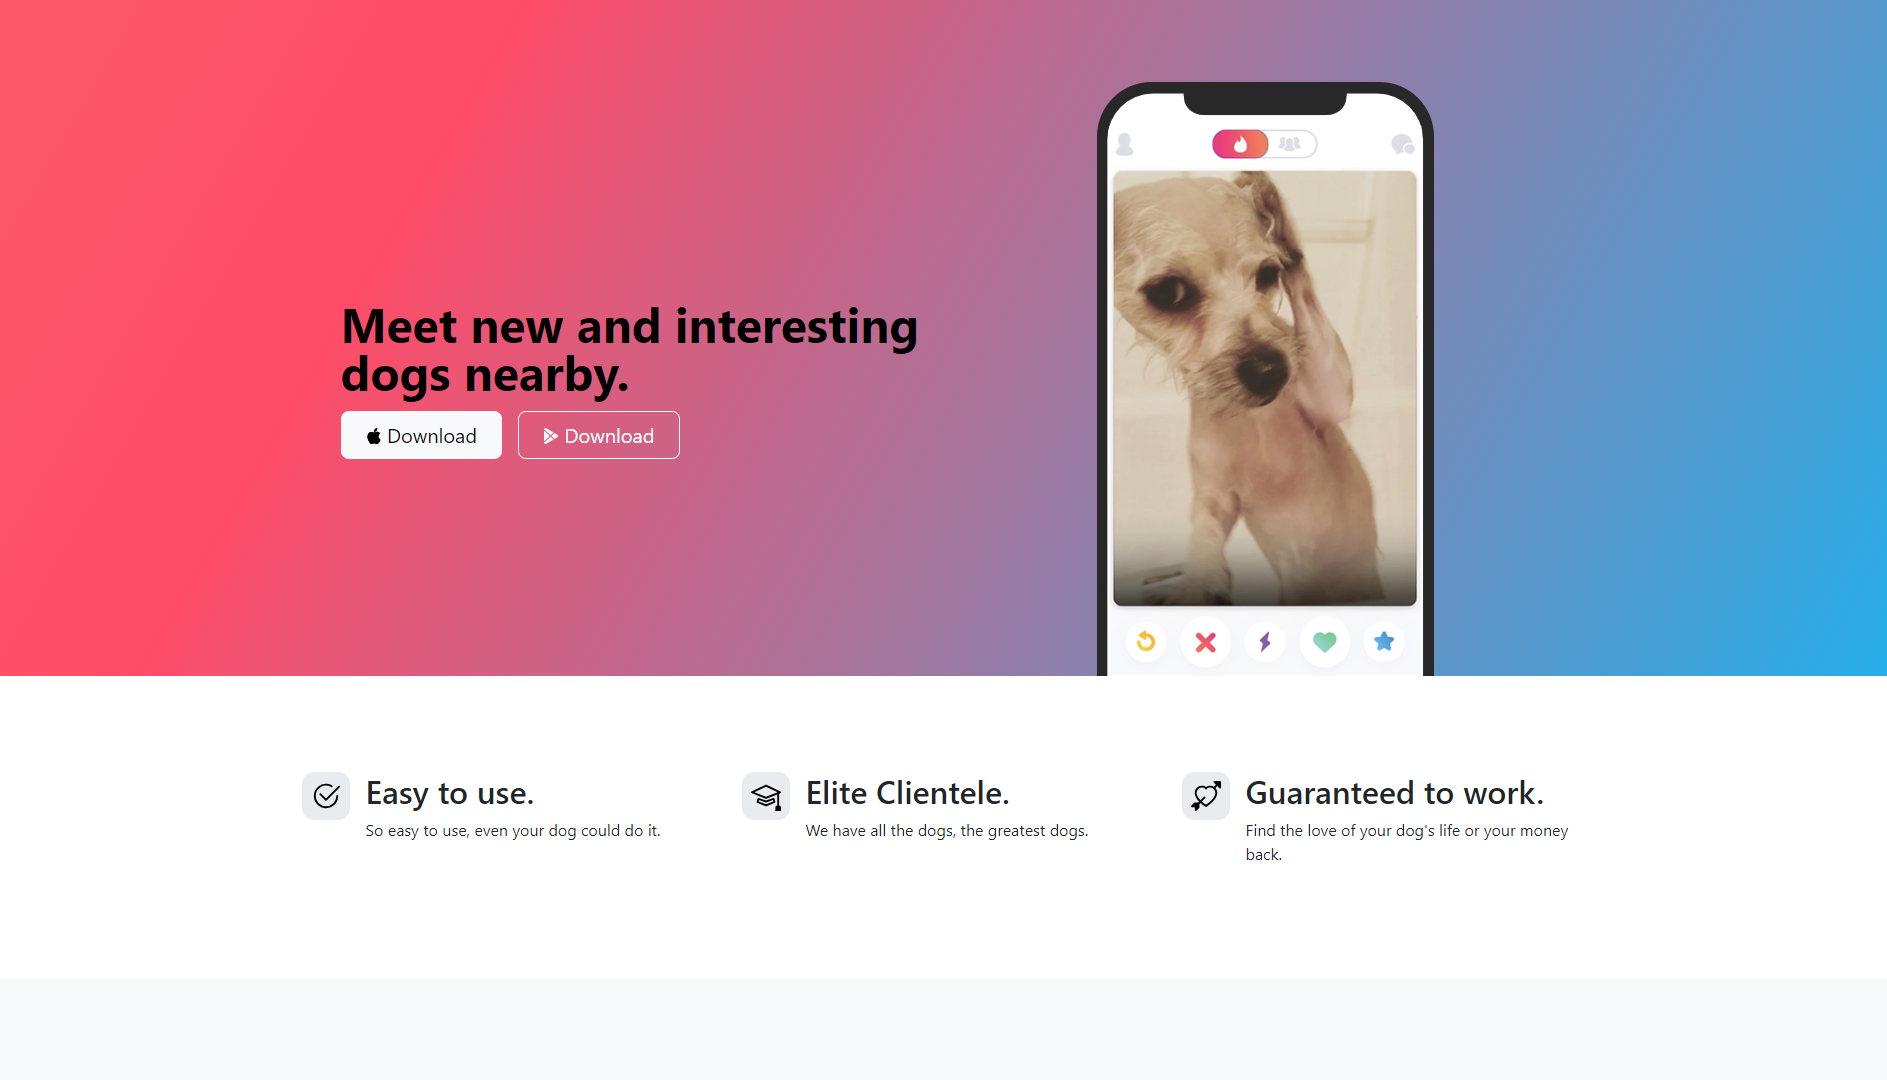 Meet new and interesting
dogs nearby.
Download
Download
Easy to use.
So easy to use, even your dog could do it.
Elite Clientele.
We have all the dogs, the greatest dogs.
Guaranteed to work.
Find the love of your dog's life or your money
back.